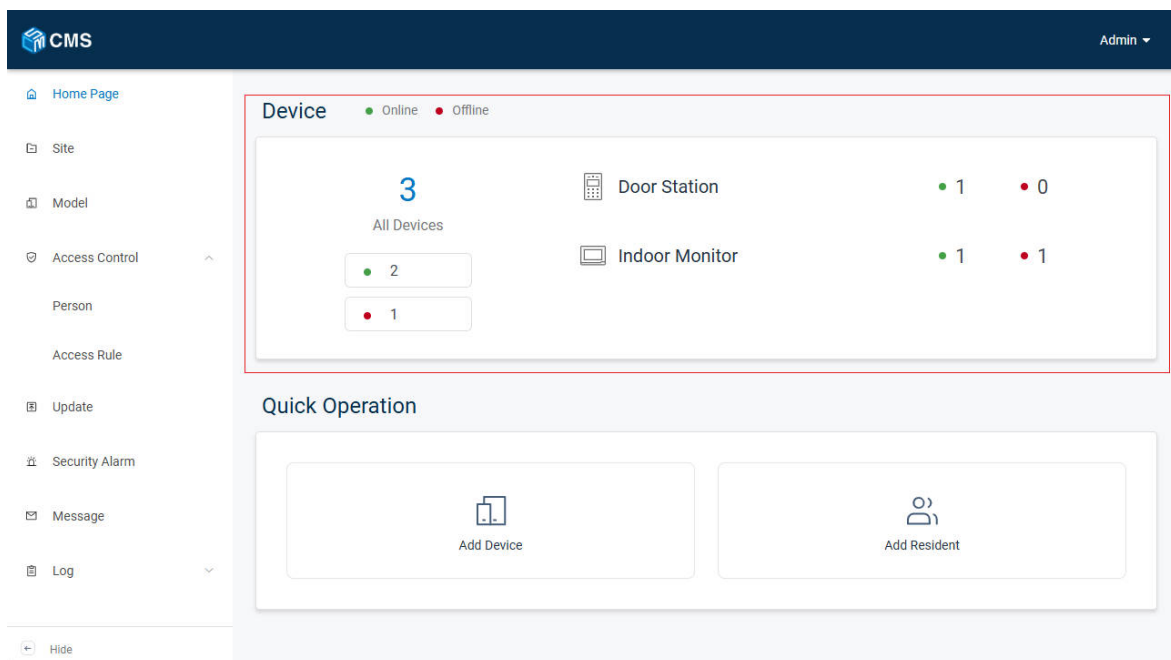 CMS
Admin
Home Page
Site
Model
Access Control
Person
Access Rule
Update
Security Alarm
Message
Log
Hide
Device Online Offline
3
All Devices
2
1
Door Station 1 0
Indoor Monitor 1 1
Quick Operation
Add Device
Add Resident